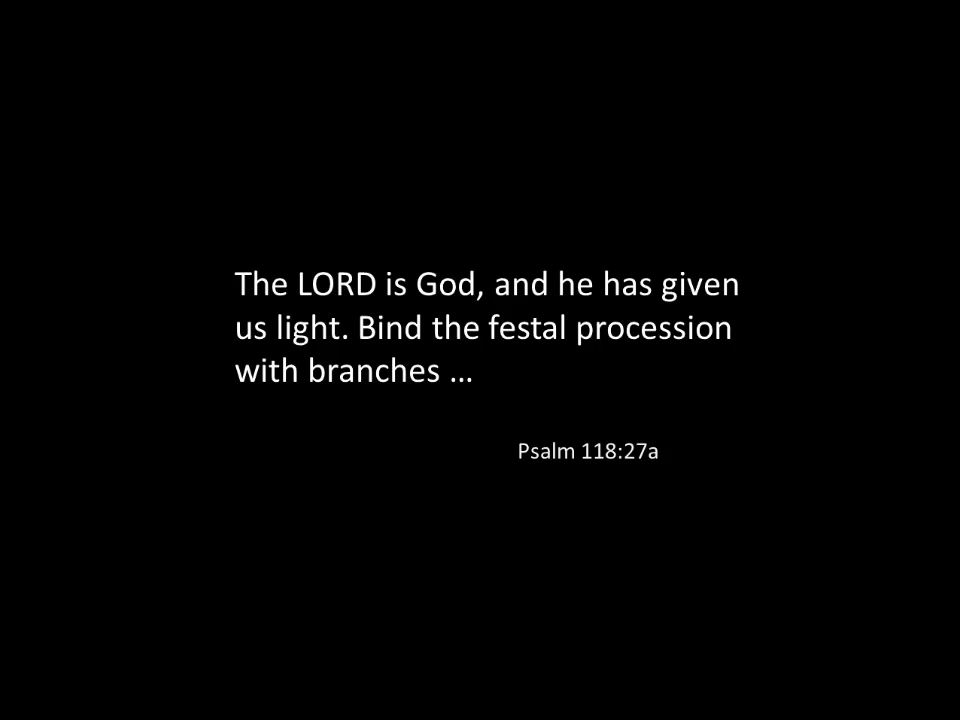 The LORD is God, and he has given
us light. Bind the festal procession
with branches …
Psalm 118:27a